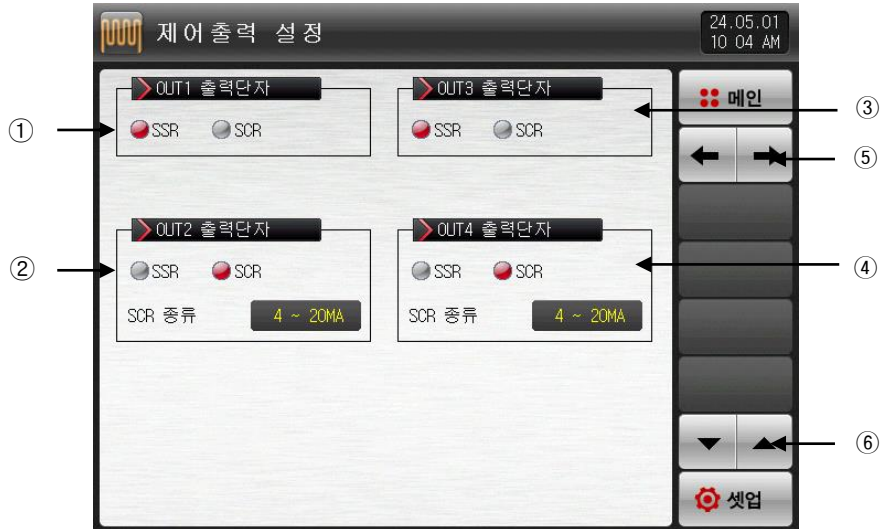 제어출력 설정
24.05.01
10 04 AM
OUT1 출력단자
SSR SCR
OUT3 출력단자
SSR SCR
OUT2 출력단자
SSR SCR
SCR 종류 4 ~ 20MA
OUT4 출력단자
SSR SCR
SCR 종류 4 ~ 20MA
메인
셋업
①
②
③
⑤
④
⑥